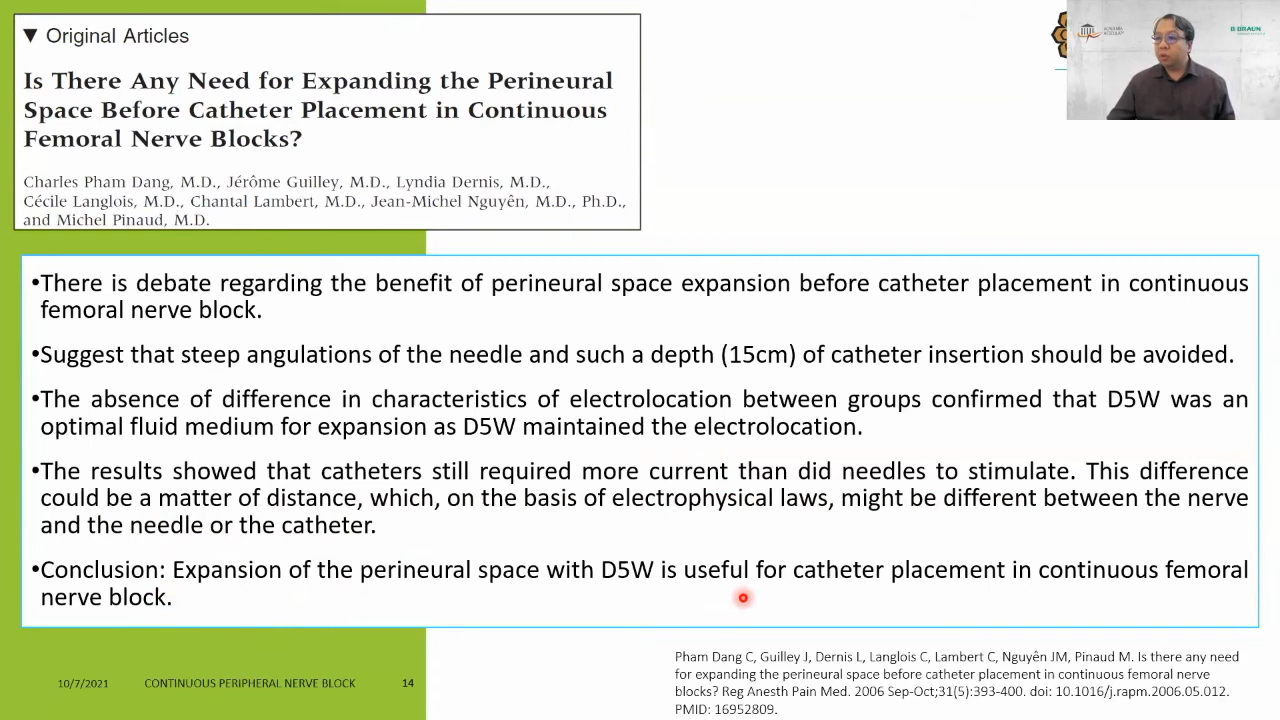 ▼ Original Articles
Is There Any Need for Expanding the Perineural
Space Before Catheter Placement in Continuous
Femoral Nerve Blocks?
Charles Pham Dang, M.D., Jérôme Guilley, M.D., Lyndia Dernis, M.D.,
Cécile Langlois, M.D., Chantal Lambert, M.D., Jean-Michel Nguyên, M.D., Ph.D.,
and Michel Pinaud, M.D.
B|BRAUN
•There is debate regarding the benefit of perineural space expansion before catheter placement in continuous
femoral nerve block.
•Suggest that steep angulations of the needle and such a depth (15cm) of catheter insertion should be avoided.
•The absence of difference in characteristics of electrolocation between groups confirmed that D5W was an
optimal fluid medium for expansion as D5W maintained the electrolocation.
•The results showed that catheters still required more current than did needles to stimulate. This difference
could be a matter of distance, which, on the basis of electrophysical laws, might be different between the nerve
and the needle or the catheter.
•Conclusion: Expansion of the perineural space with D5W is useful for catheter placement in continuous femoral
nerve block.
Pham Dang C, Guilley J, Dernis L, Langlois C, Lambert C, Nguyên JM, Pinaud M. Is there any need
for expanding the perineural space before catheter placement in continuous femoral nerve
blocks? Reg Anesth Pain Med. 2006 Sep-Oct;31(5):393-400. doi: 10.1016/j.rapm.2006.05.012.
PMID: 16952809.
10/7/2021 CONTINUOUS PERIPHERAL NERVE BLOCK 14